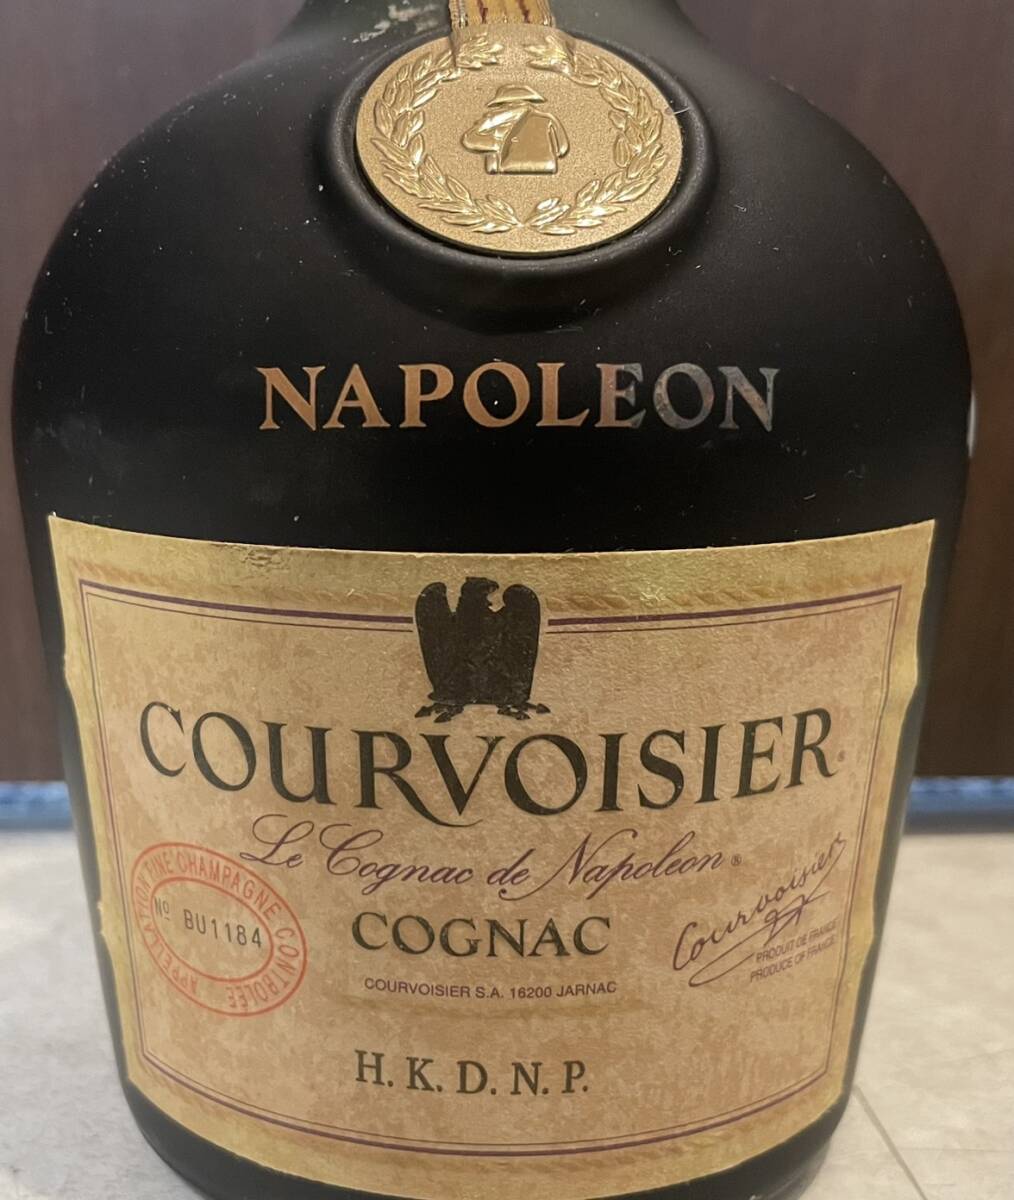 NAPOLEON
COURVOISIER®
Le Cognac de Napoleon®
APPELLATION FINE CHAMPAGNE CONTROLÉE
Nº BU1184
COGNAC
Courvoisier
PRODUIT DE FRANCE
PRODUCE OF FRANCE
COURVOISIER S.A. 16200 JARNAC
H. K. D. N. P.